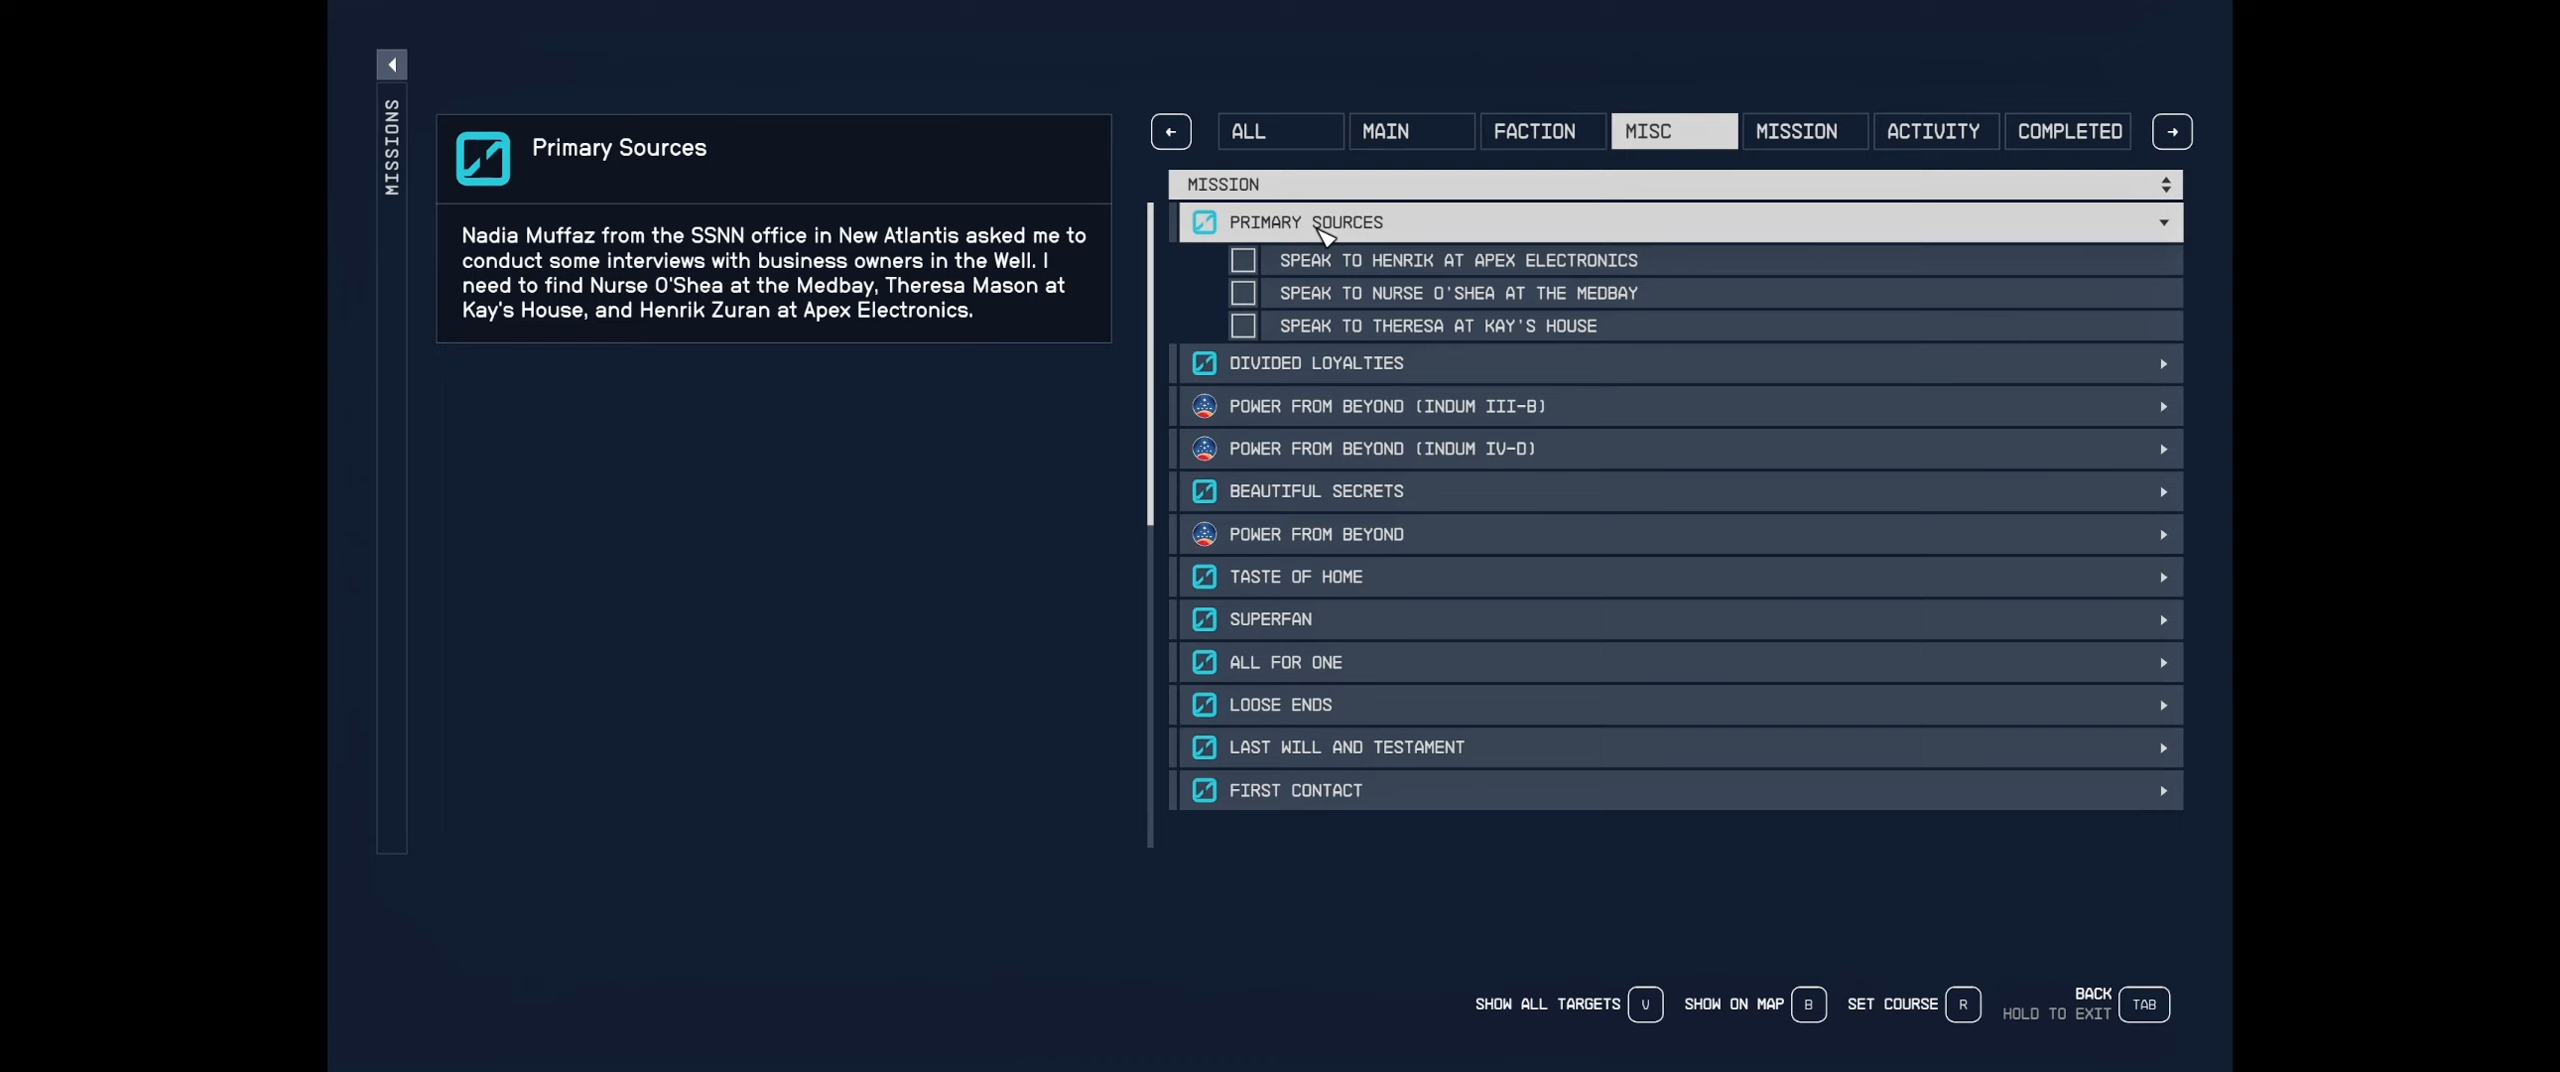 MISSIONS
Primary Sources
Nadia Muffaz from the SSNN office in New Atlantis asked me to
conduct some interviews with business owners in the Well. I
need to find Nurse O'Shea at the Medbay, Theresa Mason at
Kay's House, and Henrik Zuran at Apex Electronics.
ALL MAIN FACTION MISC MISSION ACTIVITY COMPLETED
MISSION
PRIMARY SOURCES
SPEAK TO HENRIK AT APEX ELECTRONICS
SPEAK TO NURSE O'SHEA AT THE MEDBAY
SPEAK TO THERESA AT KAY'S HOUSE
DIVIDED LOYALTIES
POWER FROM BEYOND (INDUM III-B)
POWER FROM BEYOND (INDUM IV-D)
BEAUTIFUL SECRETS
POWER FROM BEYOND
TASTE OF HOME
SUPERFAN
ALL FOR ONE
LOOSE ENDS
LAST WILL AND TESTAMENT
FIRST CONTACT
SHOW ALL TARGETS V SHOW ON MAP B SET COURSE R BACK TAB
HOLD TO EXIT